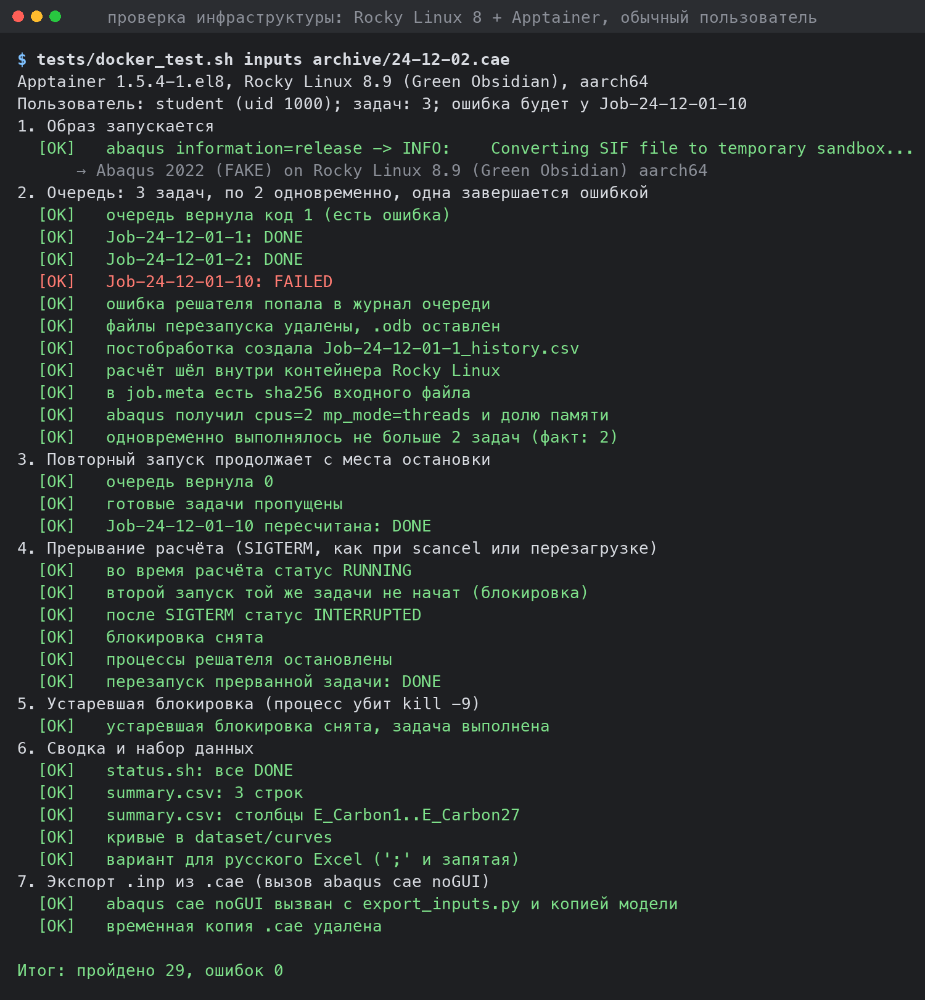 проверка инфраструктуры: Rocky Linux 8 + Apptainer, обычный пользователь
$ tests/docker_test.sh inputs archive/24-12-02.cae
Apptainer 1.5.4-1.el8, Rocky Linux 8.9 (Green Obsidian), aarch64
Пользователь: student (uid 1000); задач: 3; ошибка будет у Job-24-12-01-10
1. Образ запускается
[OK] abaqus information=release -> INFO:    Converting SIF file to temporary sandbox...
→ Abaqus 2022 (FAKE) on Rocky Linux 8.9 (Green Obsidian) aarch64
2. Очередь: 3 задач, по 2 одновременно, одна завершается ошибкой
[OK] очередь вернула код 1 (есть ошибка)
[OK] Job-24-12-01-1: DONE
[OK] Job-24-12-01-2: DONE
[OK] Job-24-12-01-10: FAILED
[OK] ошибка решателя попала в журнал очереди
[OK] файлы перезапуска удалены, .odb оставлен
[OK] постобработка создала Job-24-12-01-1_history.csv
[OK] расчёт шёл внутри контейнера Rocky Linux
[OK] в job.meta есть sha256 входного файла
[OK] abaqus получил cpus=2 mp_mode=threads и долю памяти
[OK] одновременно выполнялось не больше 2 задач (факт: 2)
3. Повторный запуск продолжает с места остановки
[OK] очередь вернула 0
[OK] готовые задачи пропущены
[OK] Job-24-12-01-10 пересчитана: DONE
4. Прерывание расчёта (SIGTERM, как при scancel или перезагрузке)
[OK] во время расчёта статус RUNNING
[OK] второй запуск той же задачи не начат (блокировка)
[OK] после SIGTERM статус INTERRUPTED
[OK] блокировка снята
[OK] процессы решателя остановлены
[OK] перезапуск прерванной задачи: DONE
5. Устаревшая блокировка (процесс убит kill -9)
[OK] устаревшая блокировка снята, задача выполнена
6. Сводка и набор данных
[OK] status.sh: все DONE
[OK] summary.csv: 3 строк
[OK] summary.csv: столбцы E_Carbon1..E_Carbon27
[OK] кривые в dataset/curves
[OK] вариант для русского Excel (';' и запятая)
7. Экспорт .inp из .cae (вызов abaqus cae noGUI)
[OK] abaqus cae noGUI вызван с export_inputs.py и копией модели
[OK] временная копия .cae удалена
Итог: пройдено 29, ошибок 0